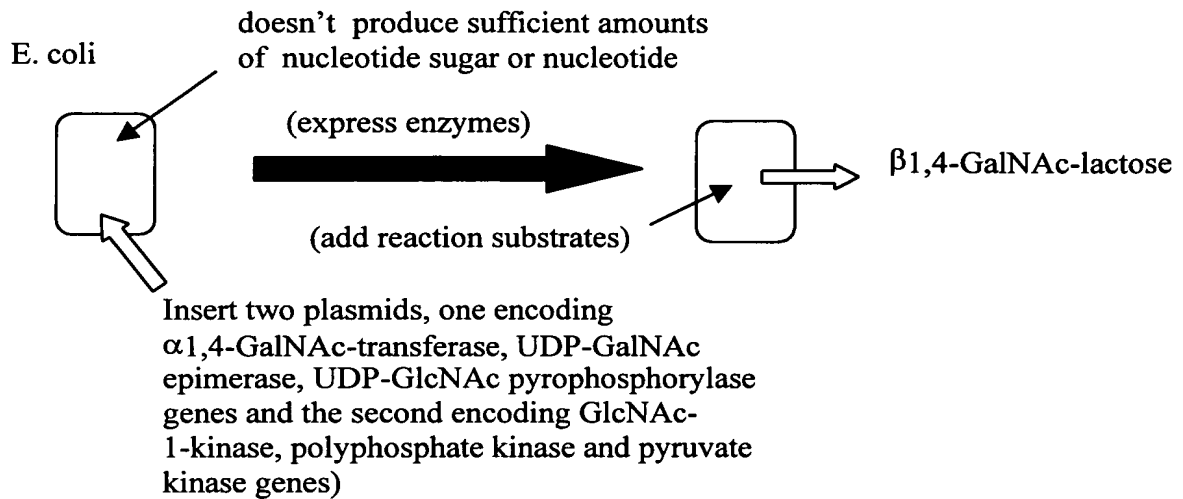 E. coli
doesn't produce sufficient amounts
of nucleotide sugar or nucleotide
(express enzymes)
(add reaction substrates)
β1,4-GalNAc-lactose
Insert two plasmids, one encoding
α1,4-GalNAc-transferase, UDP-GalNAc
epimerase, UDP-GlcNAc pyrophosphorylase
genes and the second encoding GlcNAc-
1-kinase, polyphosphate kinase and pyruvate
kinase genes)